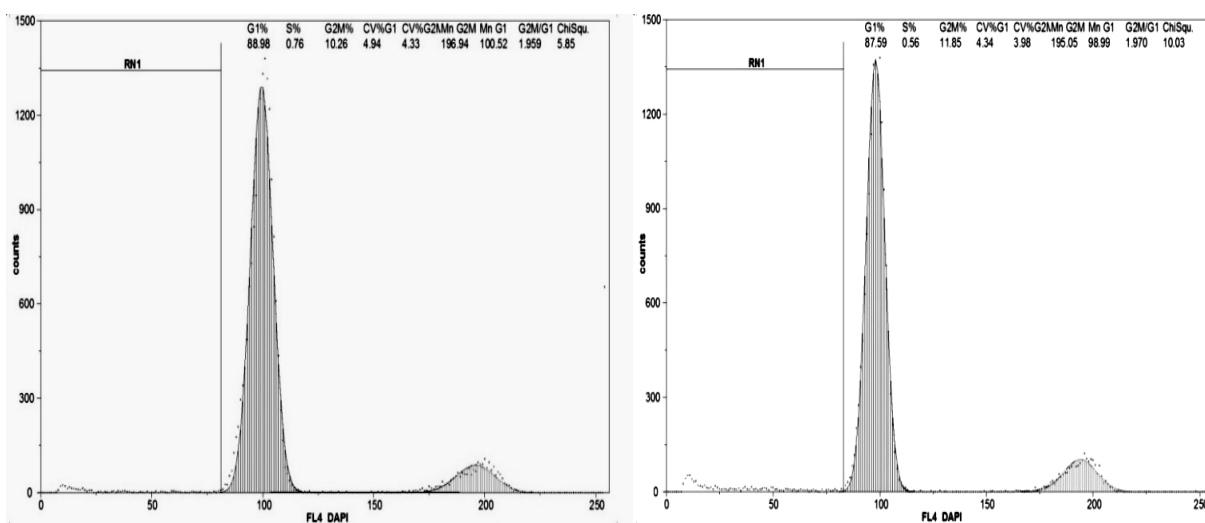 1500
G1% S% G2M% CV%G1 CV%G2M Mn G2M Mn G1 G2M/G1 ChiSqu.
88.98 0.76 10.26 4.94 4.33 196.94 100.52 1.959 5.85
RN1
1200
900
counts
600
300
0
0 50 100 150 200 250
FL4 DAPI
1500
G1% S% G2M% CV%G1 CV%G2M Mn G2M Mn G1 G2M/G1 ChiSqu.
87.59 0.56 11.85 4.34 3.98 195.05 98.99 1.970 10.03
RN1
1200
900
counts
600
300
0
0 50 100 150 200 250
FL4 DAPI